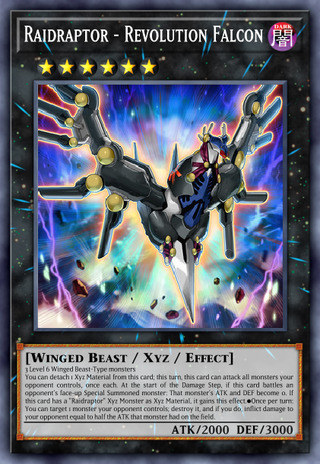 Raidraptor - Revolution Falcon
DARK
闇
[Winged Beast / Xyz / Effect]
3 Level 6 Winged Beast-Type monsters
You can detach 1 Xyz Material from this card; this turn, this card can attack all monsters your
opponent controls, once each. At the start of the Damage Step, if this card battles an
opponent's face-up Special Summoned monster: That monster's ATK and DEF become 0. If
this card has a "Raidraptor" Xyz Monster as Xyz Material, it gains this effect.●Once per turn:
You can target 1 monster your opponent controls; destroy it, and if you do, inflict damage to
your opponent equal to half the ATK that monster had on the field.
ATK/2000 DEF/3000